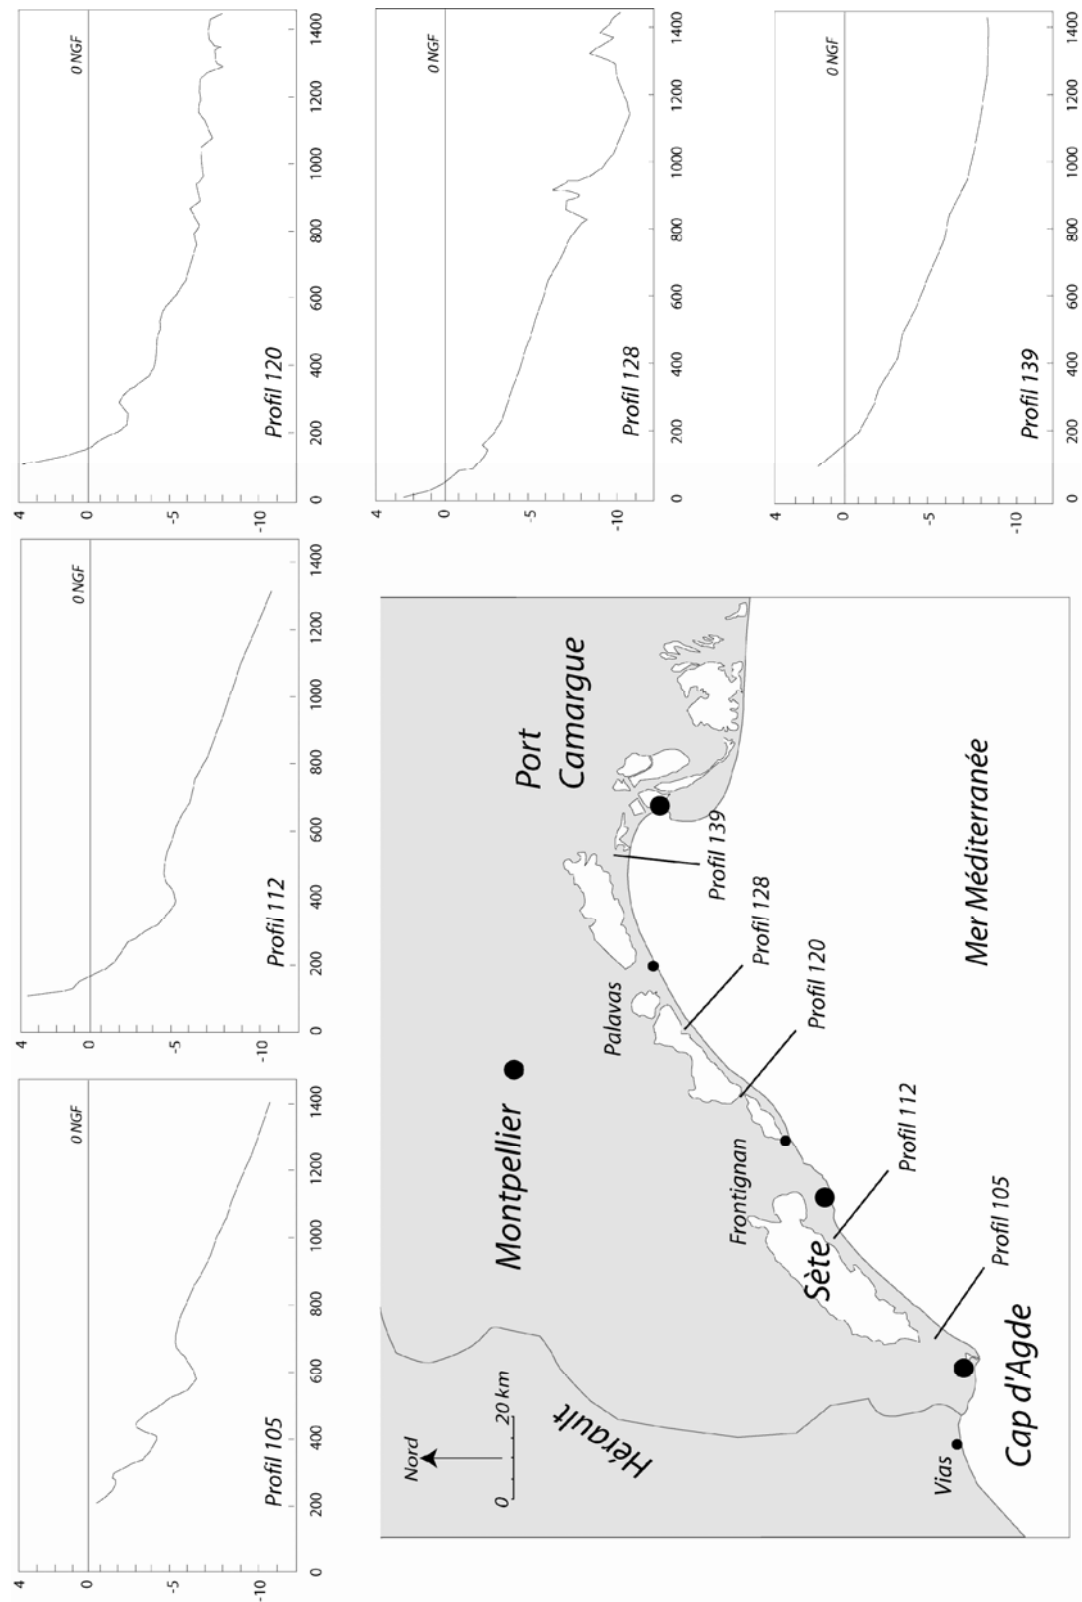 4
0
-5
-10
0 NGF
Profil 105
0 200 400 600 800 1000 1200 1400
4
0
-5
-10
0 NGF
Profil 112
0 200 400 600 800 1000 1200 1400
4
0
-5
-10
0 NGF
Profil 120
0 200 400 600 800 1000 1200 1400
Nord
0 20 km
Hérault
Montpellier
Port
Camargue
Palavas
Frontignan
Sète
Vias
Cap d'Agde
Profil 105
Profil 112
Profil 120
Profil 128
Profil 139
Mer Méditerranée
4
0
-5
-10
0 NGF
Profil 128
0 200 400 600 800 1000 1200 1400
4
0
-5
-10
0 NGF
Profil 139
0 200 400 600 800 1000 1200 1400